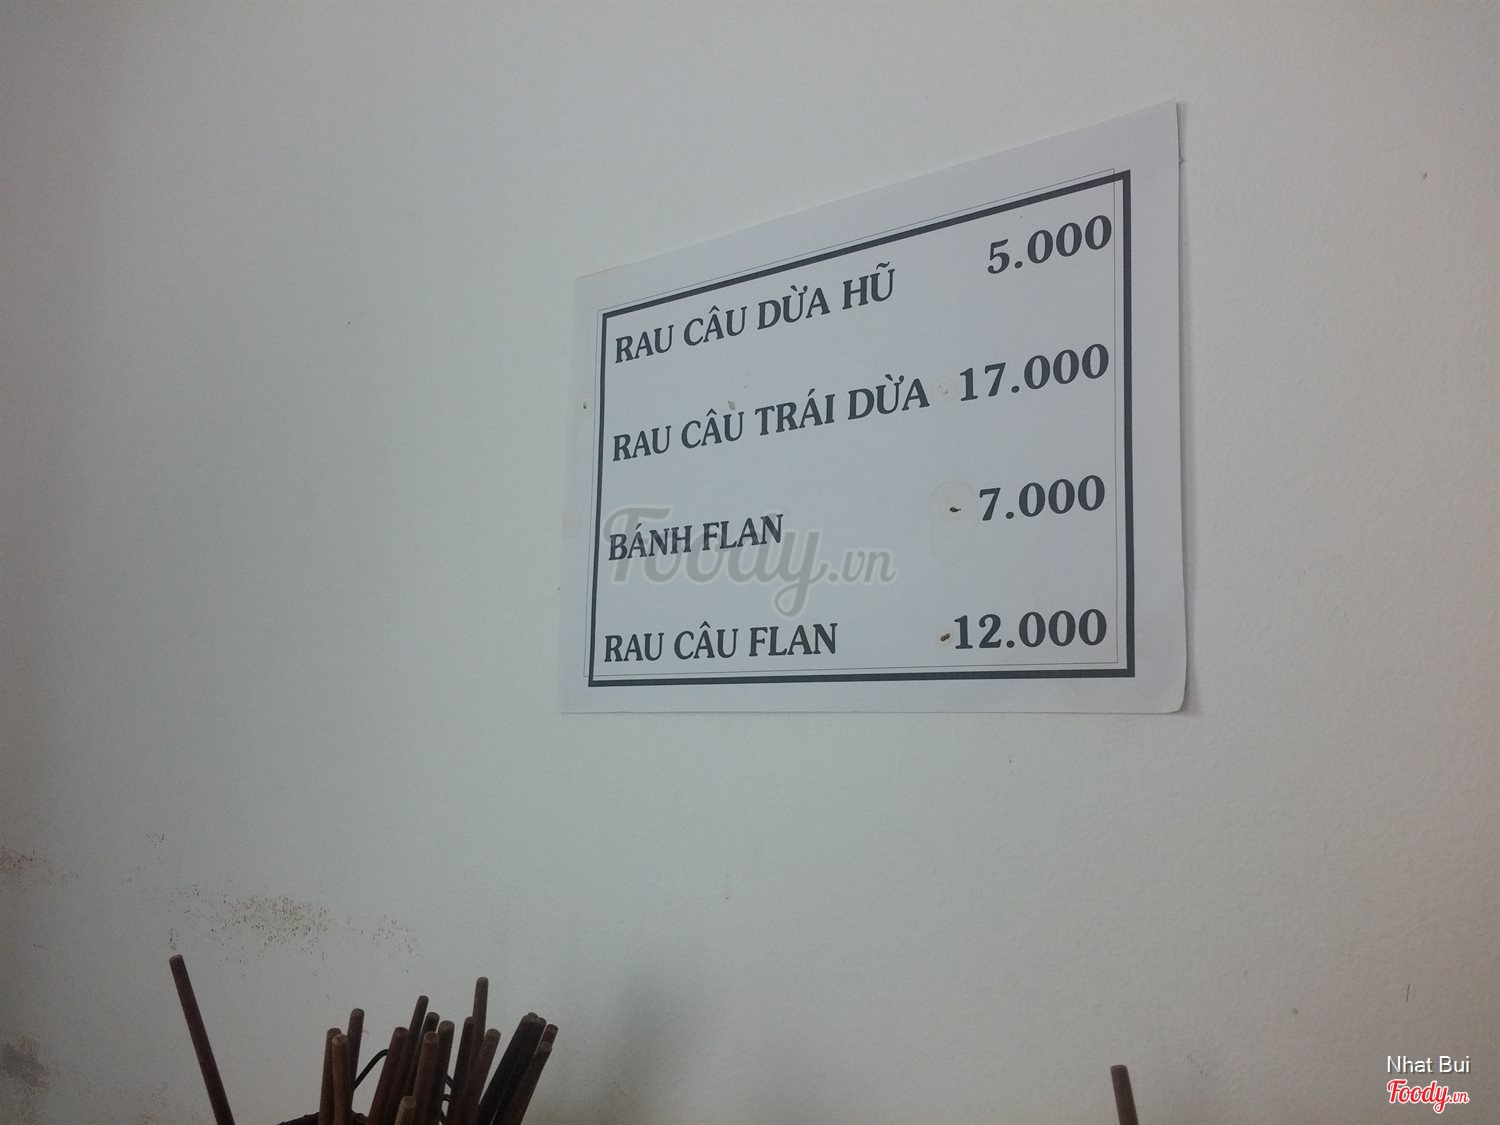 RAU CÂU DỪA HŨ 5.000
RAU CÂU TRÁI DỪA 17.000
BÁNH FLAN 7.000
RAU CÂU FLAN 12.000
Foody.vn
Nhat Bui
Foody.vn